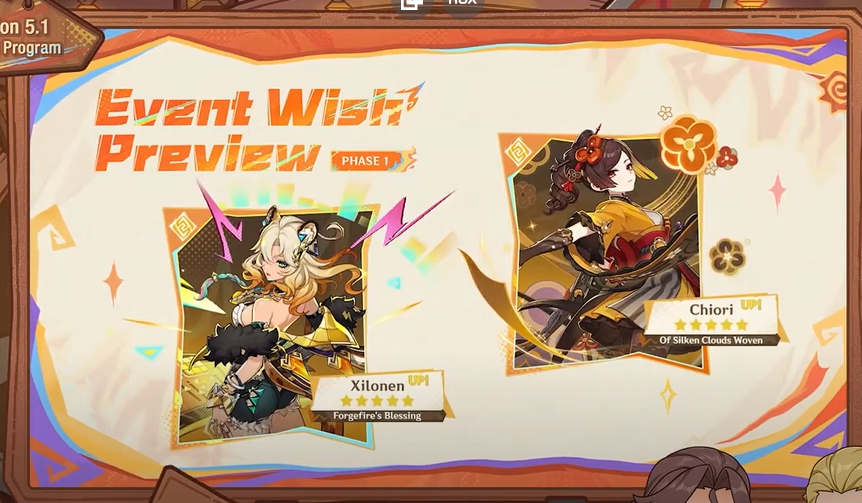 on 5.1
Program
Event Wish
Preview
PHASE 1
Chiori UP!
Of Silken Clouds Woven
Xilonen UP!
Forgefire's Blessing